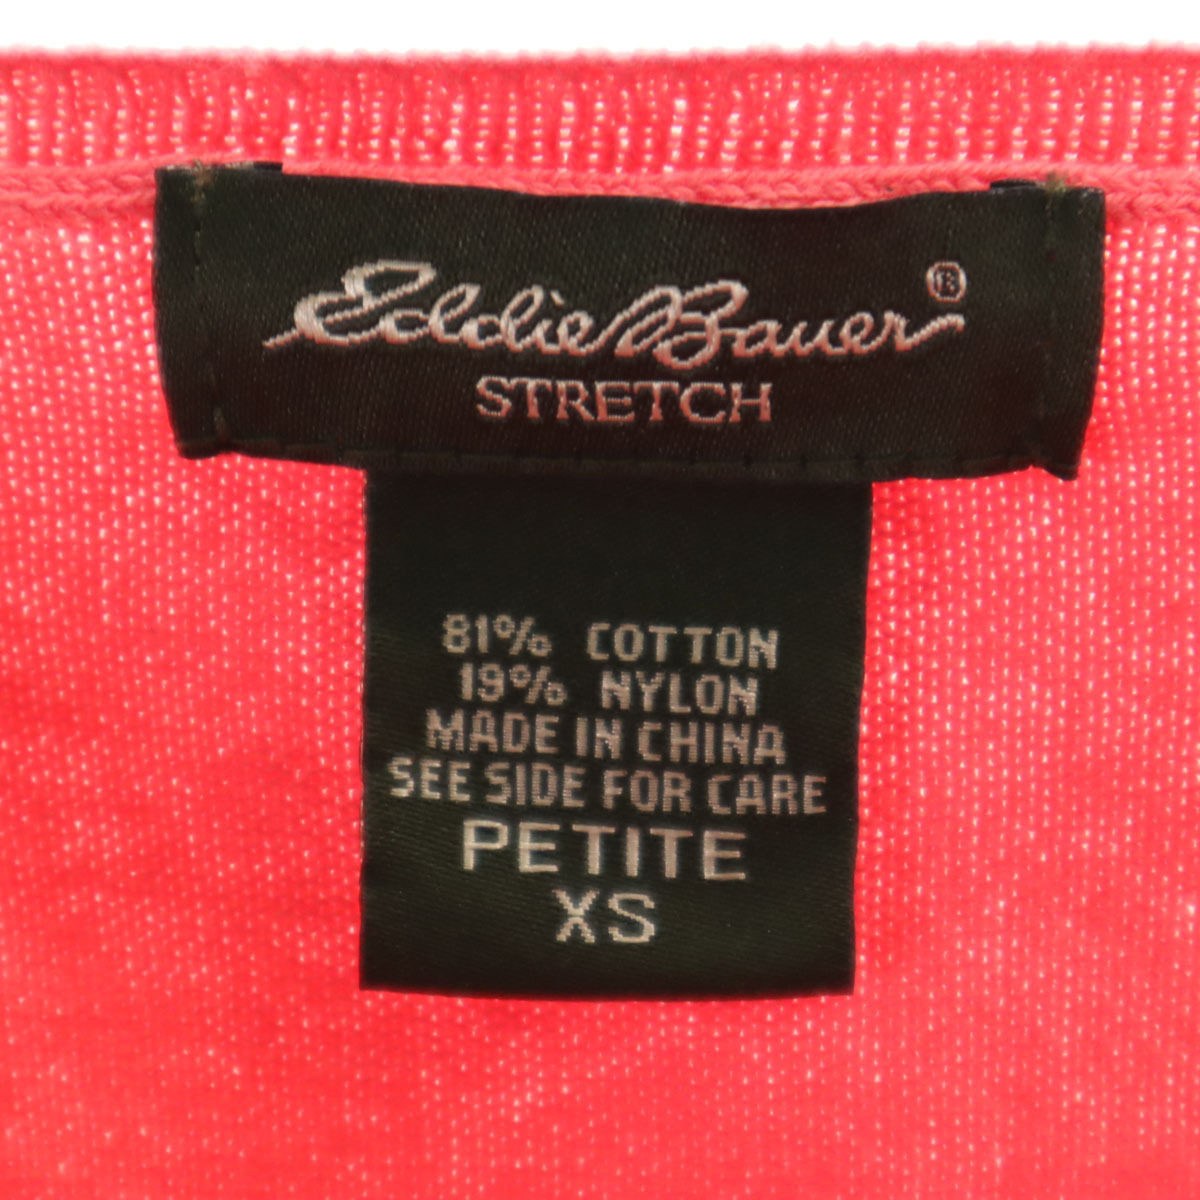 Eddie Bauer®
STRETCH
81% COTTON
19% NYLON
MADE IN CHINA
SEE SIDE FOR CARE
PETITE
XS